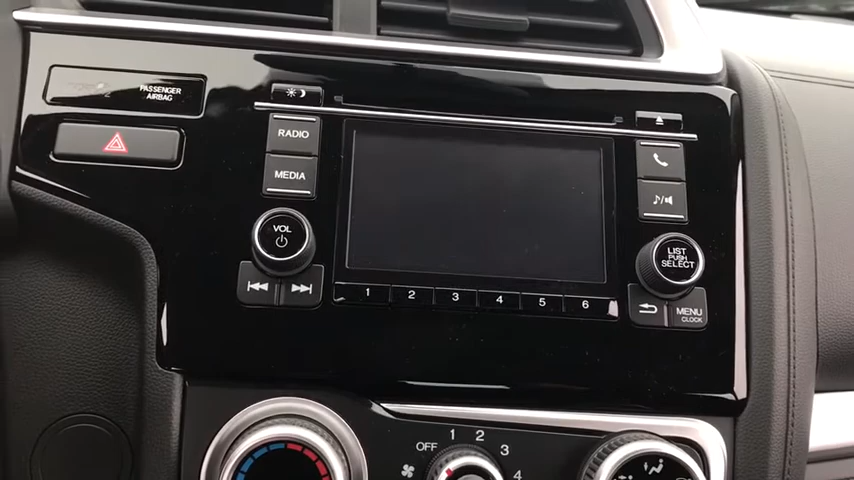 PASSENGER
AIRBAG
RADIO
MEDIA
VOL
LIST
PUSH
SELECT
1 2 3 4 5 6
MENU
CLOCK
OFF 1 2 3 4